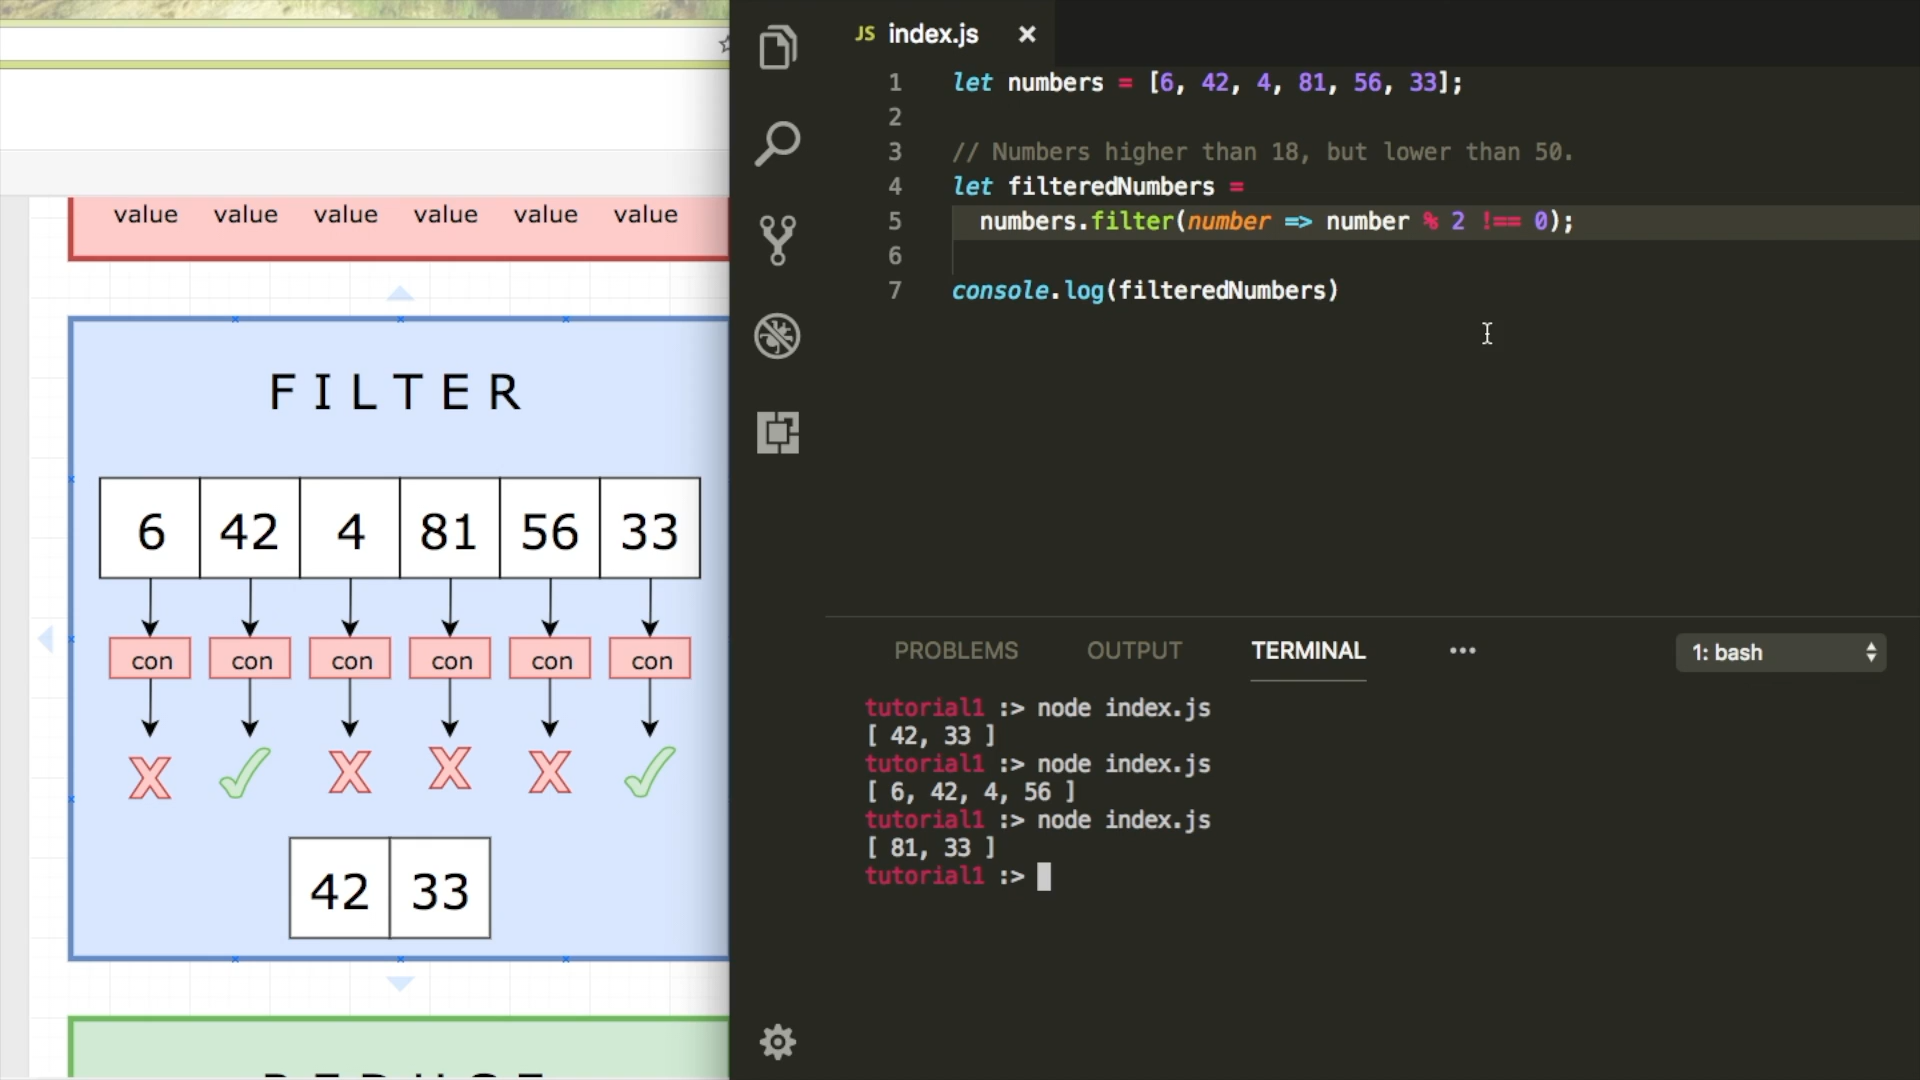 value value value value value value
FILTER
6 42 4 81 56 33
con con con con con con
X X X X
42 33
JS index.js ×
1 let numbers = [6, 42, 4, 81, 56, 33];
2
3 // Numbers higher than 18, but lower than 50.
4 let filteredNumbers =
5 numbers.filter(number => number % 2 !== 0);
6
7 console.log(filteredNumbers)
PROBLEMS OUTPUT TERMINAL ••• 1: bash
tutorial1 :> node index.js
[ 42, 33 ]
tutorial1 :> node index.js
[ 6, 42, 4, 56 ]
tutorial1 :> node index.js
[ 81, 33 ]
tutorial1 :>